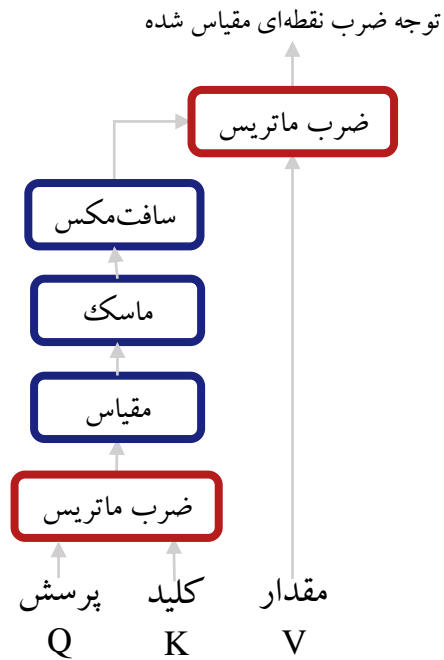 توجه ضرب نقطه‌ای مقیاس شده
ضرب ماتریس
سافت‌مکس
ماسک
مقیاس
ضرب ماتریس
پرسش کلید مقدار
Q K V